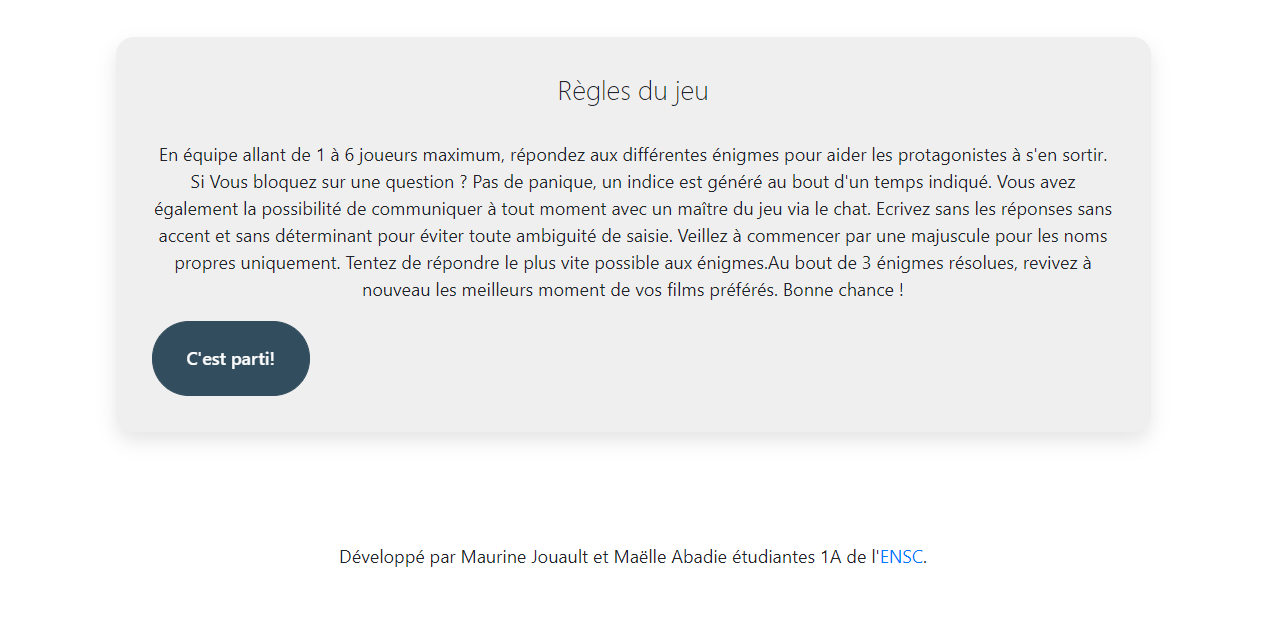 Règles du jeu
En équipe allant de 1 à 6 joueurs maximum, répondez aux différentes énigmes pour aider les protagonistes à s'en sortir.
Si Vous bloquez sur une question ? Pas de panique, un indice est généré au bout d'un temps indiqué. Vous avez
également la possibilité de communiquer à tout moment avec un maître du jeu via le chat. Ecrivez sans les réponses sans
accent et sans déterminant pour éviter toute ambiguité de saisie. Veillez à commencer par une majuscule pour les noms
propres uniquement. Tentez de répondre le plus vite possible aux énigmes.Au bout de 3 énigmes résolues, revivez à
nouveau les meilleurs moment de vos films préférés. Bonne chance !
C'est parti!
Développé par Maurine Jouault et Maëlle Abadie étudiantes 1A de l'ENSC.